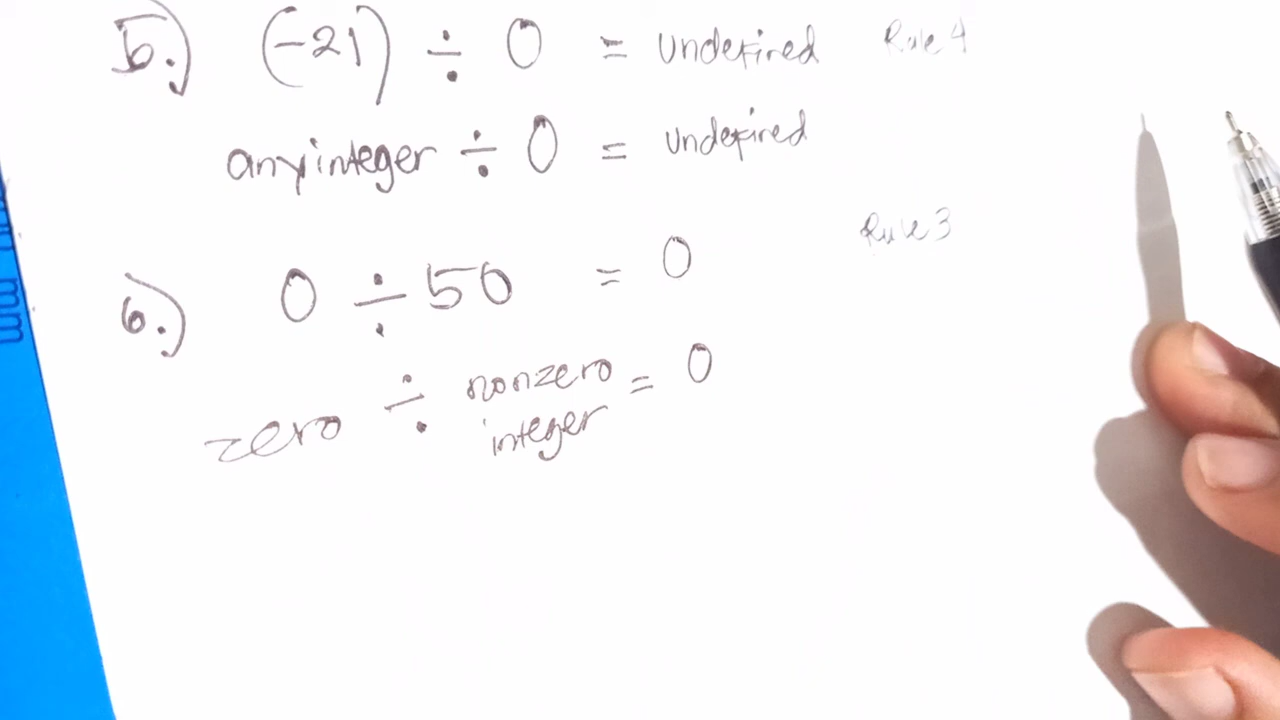 5.) (-21) ÷ 0 = undefined Rule 4
any integer ÷ 0 = undefined
6.) 0 ÷ 50 = 0 Rule 3
zero ÷ nonzero integer = 0